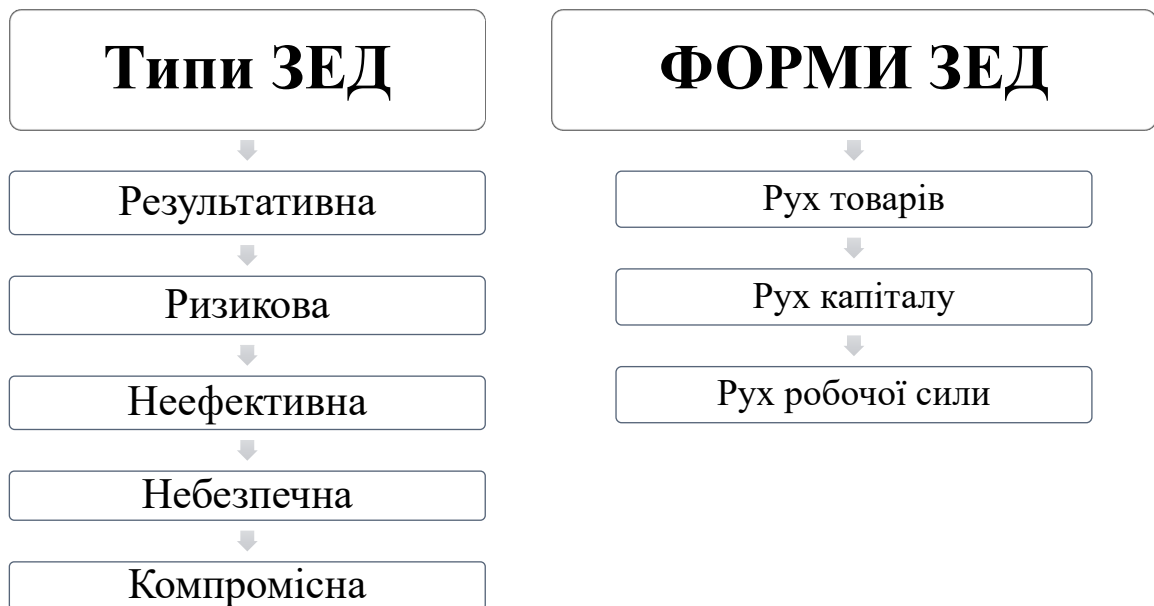 Типи ЗЕД
Результативна
Ризикова
Неефективна
Небезпечна
Компромісна
ФОРМИ ЗЕД
Рух товарів
Рух капіталу
Рух робочої сили